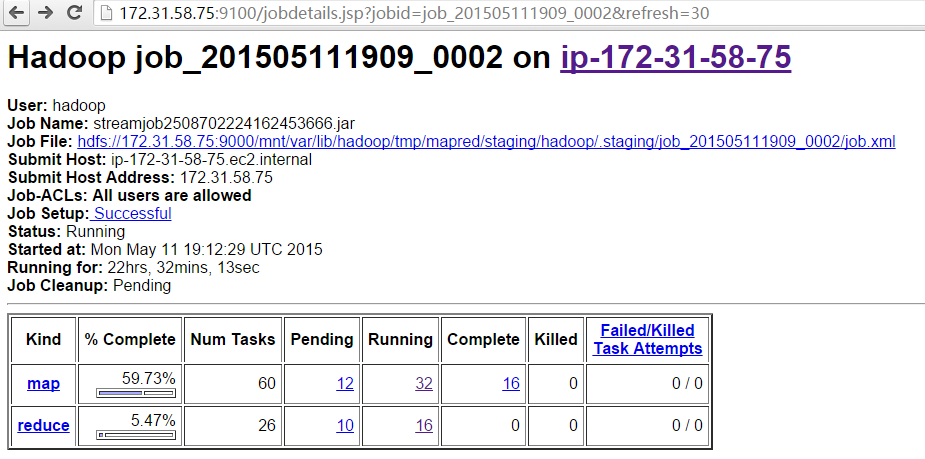 172.31.58.75:9100/jobdetails.jsp?jobid=job_201505111909_0002&refresh=30
Hadoop job_201505111909_0002 on ip-172-31-58-75
User: hadoop
Job Name: streamjob2508702224162453666.jar
Job File: hdfs://172.31.58.75:9000/mnt/var/lib/hadoop/tmp/mapred/staging/hadoop/.staging/job_201505111909_0002/job.xml
Submit Host: ip-172-31-58-75.ec2.internal
Submit Host Address: 172.31.58.75
Job-ACLs: All users are allowed
Job Setup: Successful
Status: Running
Started at: Mon May 11 19:12:29 UTC 2015
Running for: 22hrs, 32mins, 13sec
Job Cleanup: Pending
Kind % Complete Num Tasks Pending Running Complete Killed Failed/Killed
Task Attempts
map 59.73% 60 12 32 16 0 0 / 0
reduce 5.47% 26 10 16 0 0 0 / 0